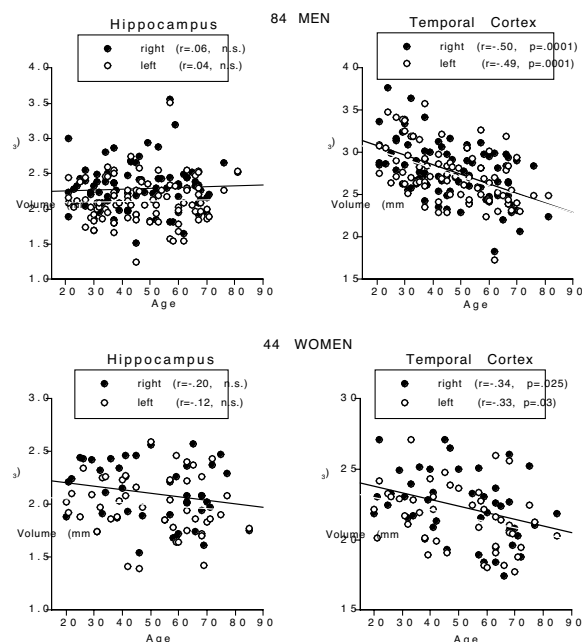 84 MEN
Hippocampus
right (r=.06, n.s.)
left (r=.04, n.s.)
4.0
3.5
3.0
2.5
2.0
1.5
1.0
Volume (mm3)
20 30 40 50 60 70 80 90
Age
Temporal Cortex
right (r=-.50, p=.0001)
left (r=-.49, p=.0001)
40
35
30
25
20
15
Volume (mm3)
20 30 40 50 60 70 80 90
Age
44 WOMEN
Hippocampus
right (r=-.20, n.s.)
left (r=-.12, n.s.)
3.0
2.5
2.0
1.5
1.0
Volume (mm3)
20 30 40 50 60 70 80 90
Age
Temporal Cortex
right (r=-.34, p=.025)
left (r=-.33, p=.03)
30
25
20
15
Volume (mm3)
20 30 40 50 60 70 80 90
Age